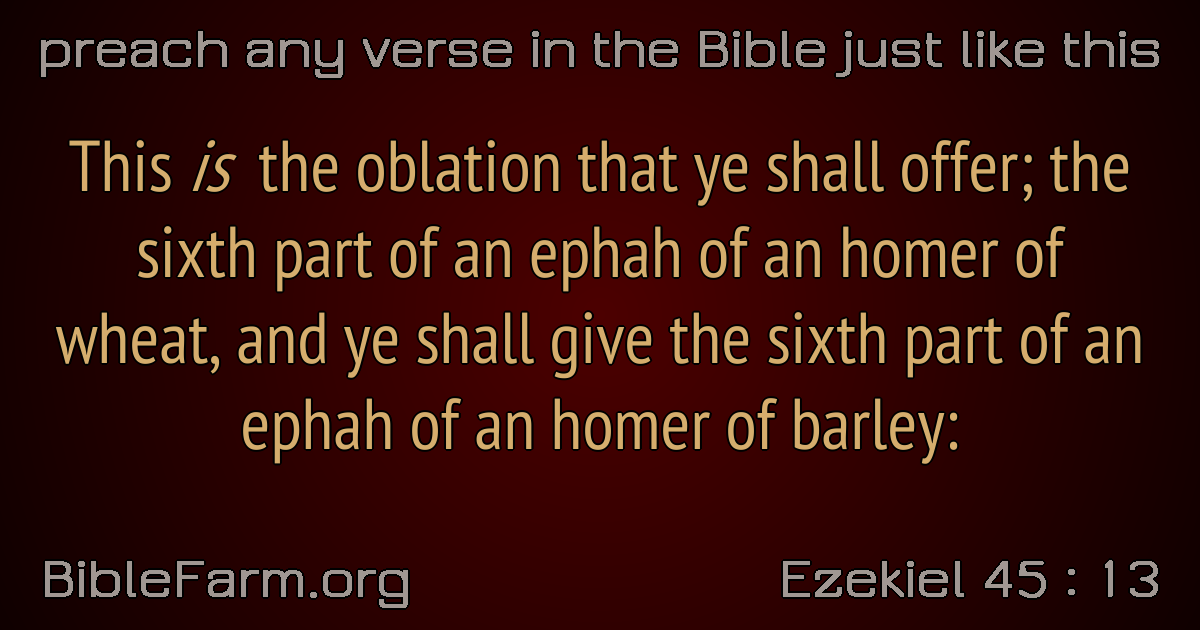 preach any verse in the Bible just like this
This is the oblation that ye shall offer; the
sixth part of an ephah of an homer of
wheat, and ye shall give the sixth part of an
ephah of an homer of barley:
BibleFarm.org
Ezekiel 45 : 13